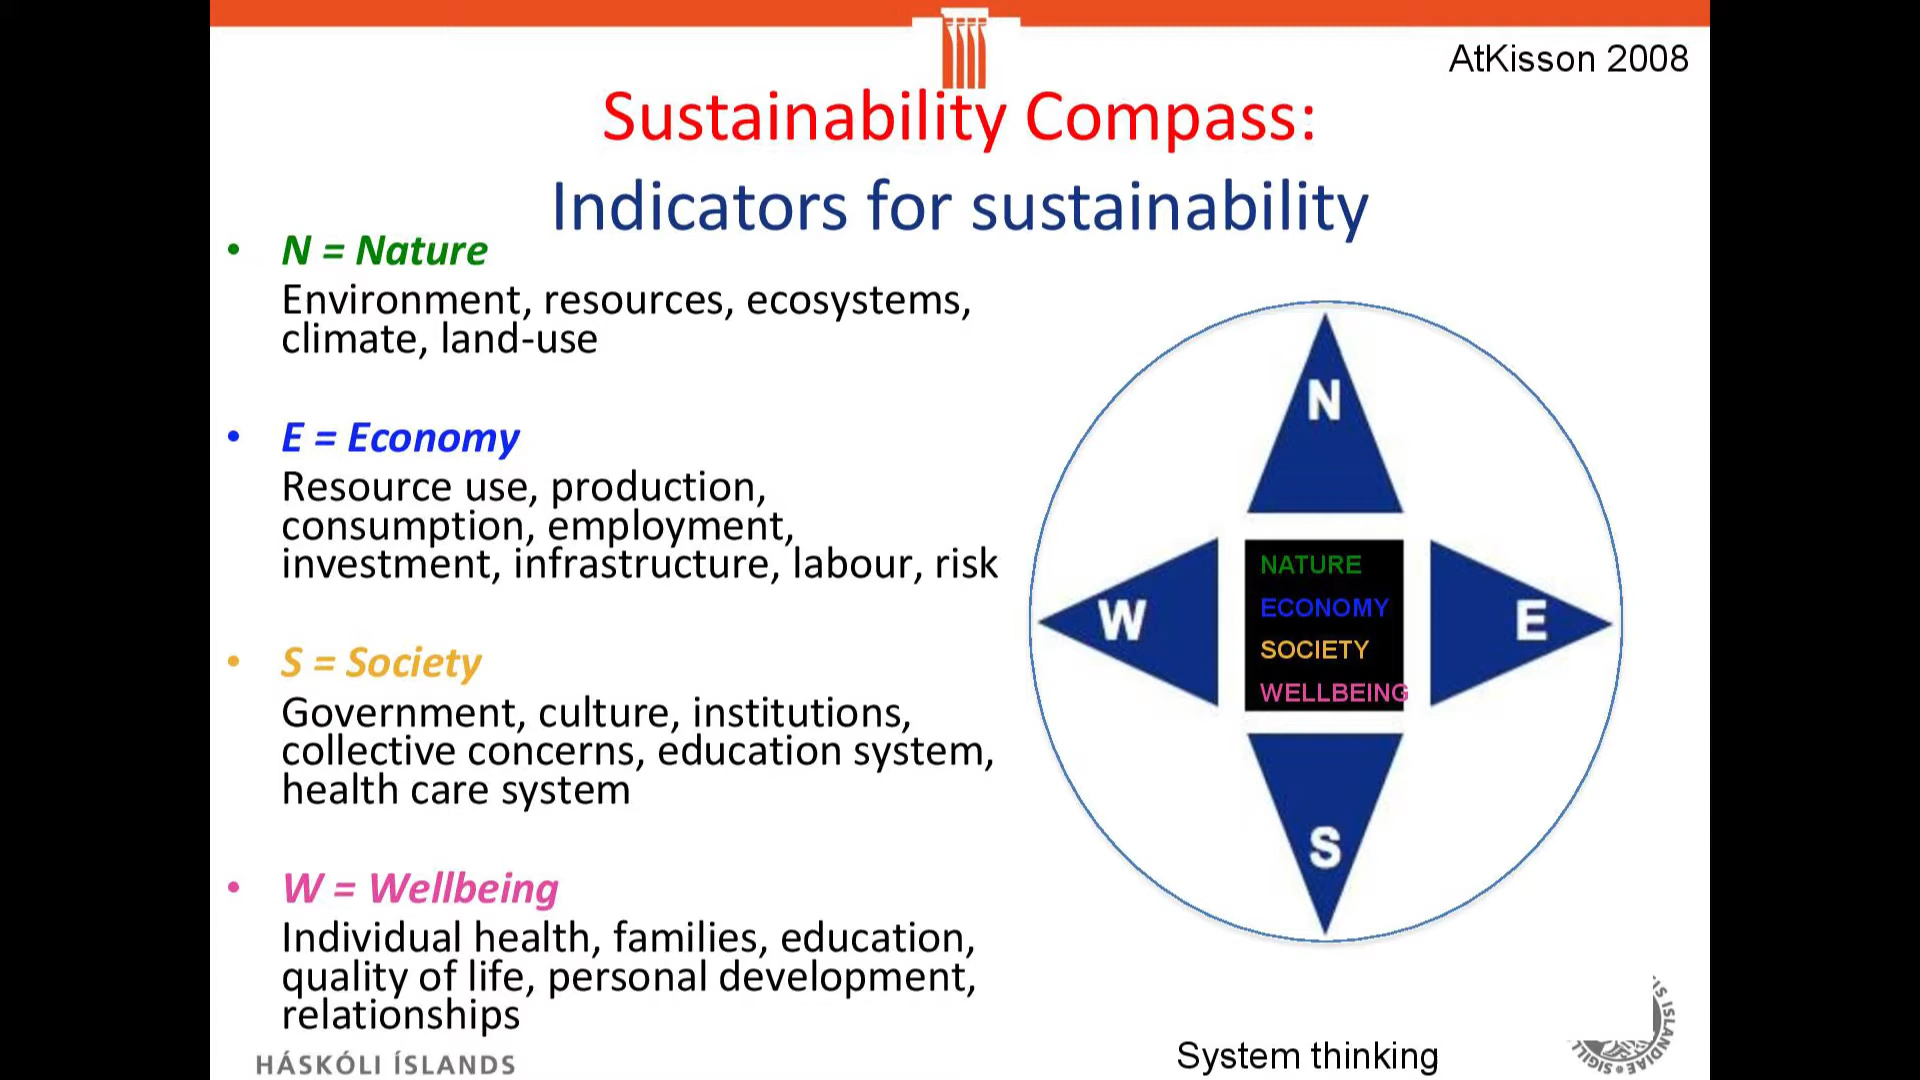 AtKisson 2008
Sustainability Compass:
Indicators for sustainability
• N = Nature
Environment, resources, ecosystems,
climate, land-use
• E = Economy
Resource use, production,
consumption, employment,
investment, infrastructure, labour, risk
• S = Society
Government, culture, institutions,
collective concerns, education system,
health care system
• W = Wellbeing
Individual health, families, education,
quality of life, personal development,
relationships
N
W
E
S
NATURE
ECONOMY
SOCIETY
WELLBEING
HÁSKÓLI ÍSLANDS
System thinking
SIGILL
ISLANDIAE